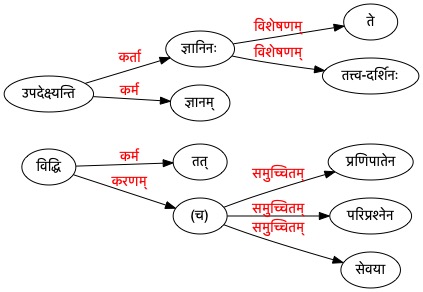 उपदेक्ष्यन्ति
कर्ता
ज्ञानिनः
विशेषणम्
ते
विशेषणम्
तत्त्व-दर्शिनः
कर्म
ज्ञानम्
विद्धि
कर्म
तत्
करणम्
(च)
समुच्चितम्
प्रणिपातेन
समुच्चितम्
परिप्रश्नेन
समुच्चितम्
सेवया